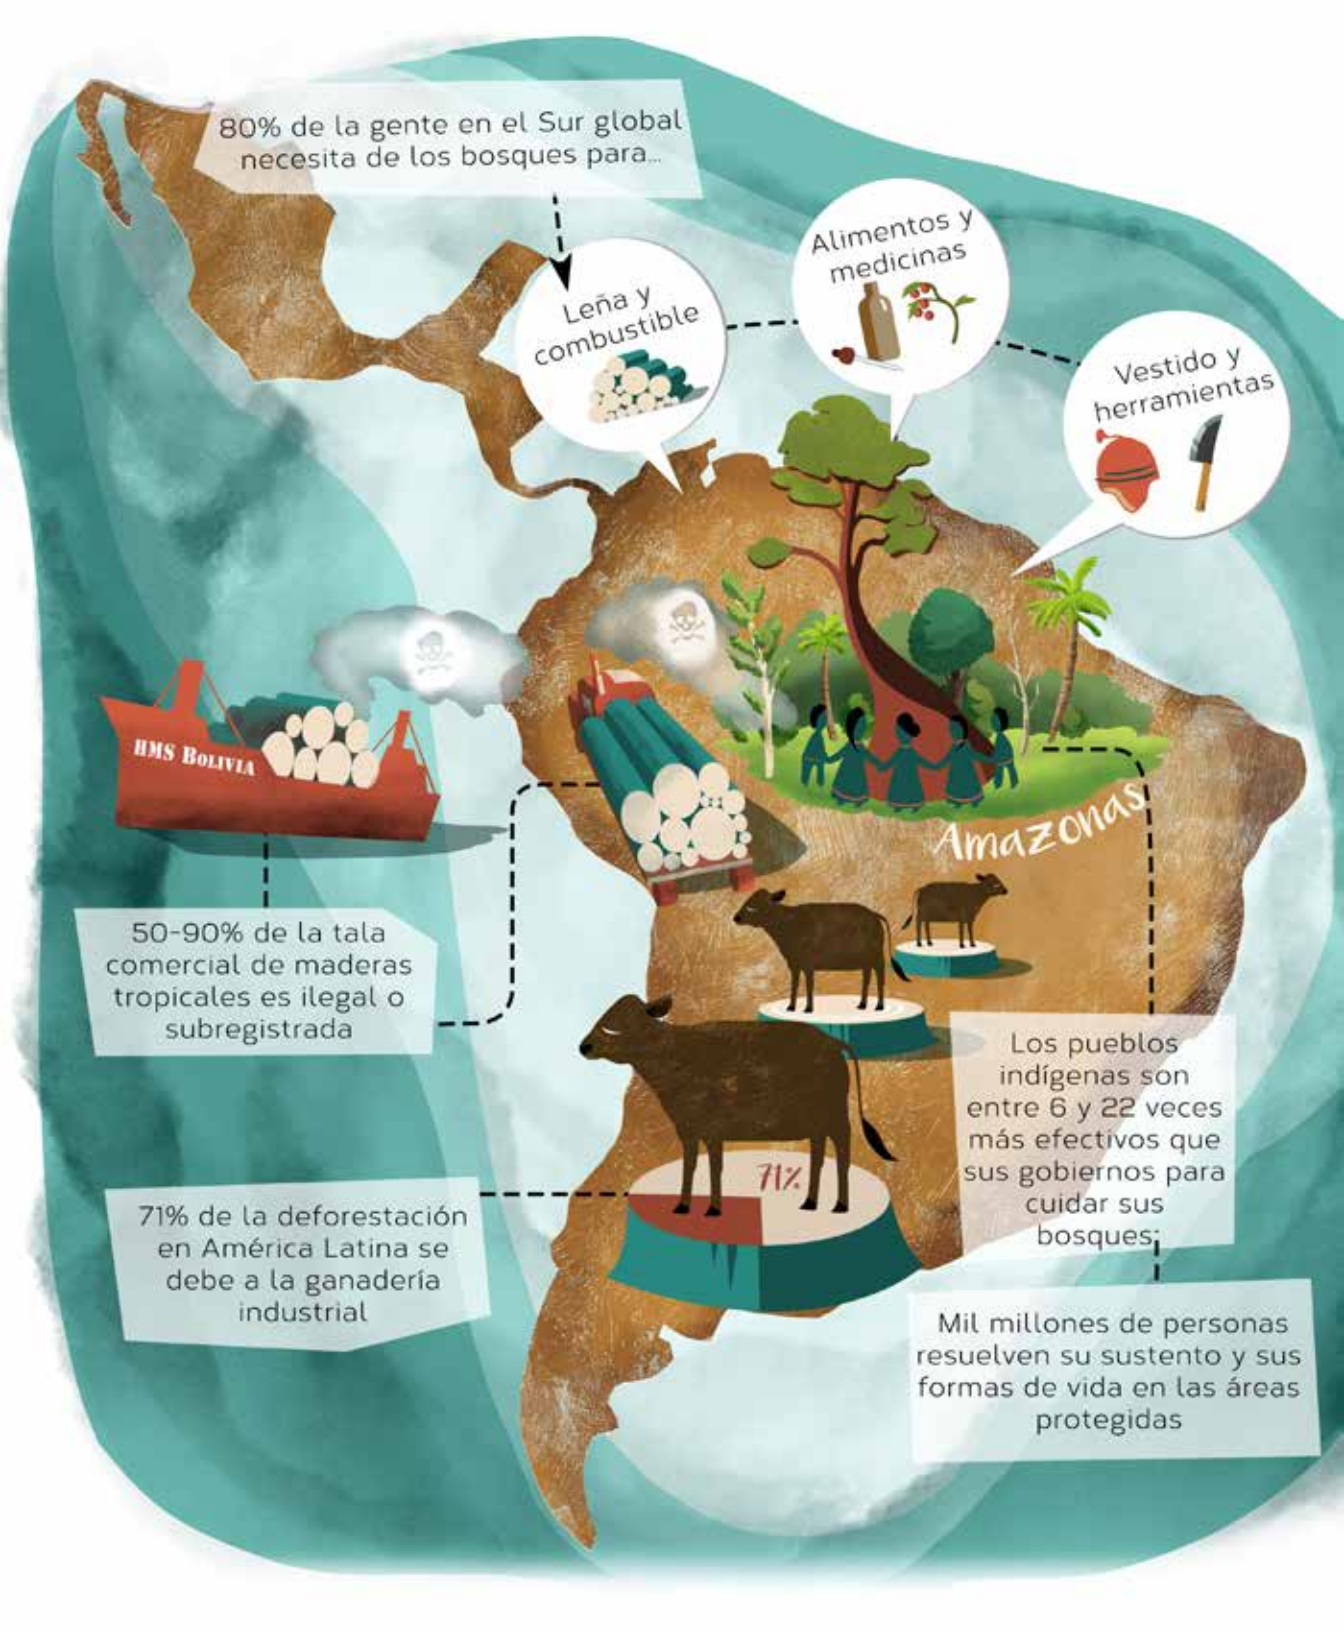 80% de la gente en el Sur global
necesita de los bosques para...
Leña y
combustible
Alimentos y
medicinas
Vestido y
herramientas
HMS BOLIVIA
Amazonas
50-90% de la tala
comercial de maderas
tropicales es ilegal o
subregistrada
71%
71% de la deforestación
en América Latina se
debe a la ganadería
industrial
Los pueblos
indígenas son
entre 6 y 22 veces
más efectivos que
sus gobiernos para
cuidar sus
bosques;
Mil millones de personas
resuelven su sustento y sus
formas de vida en las áreas
protegidas